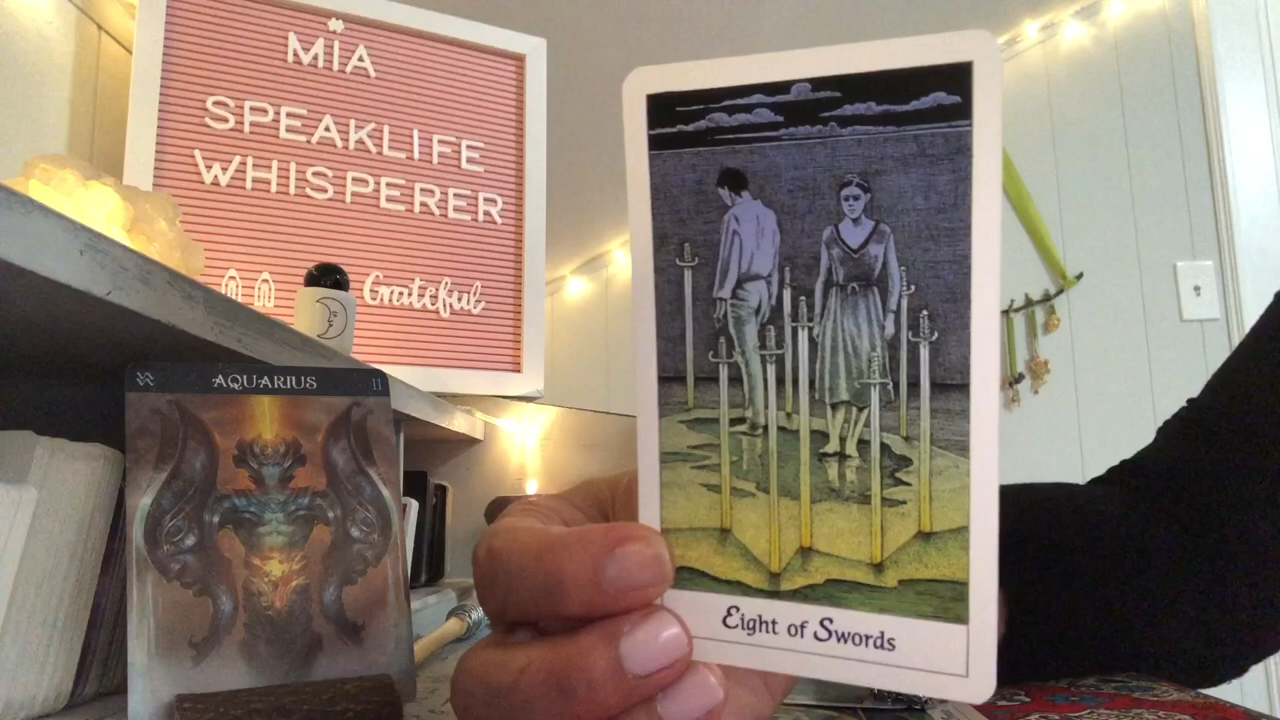 MIA
SPEAKLIFE
WHISPERER
Grateful
AQUARIUS 11
Eight of Swords